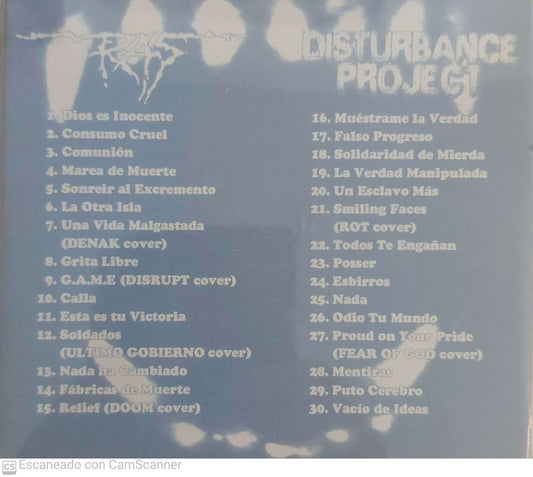 DISTURBANCE
PROJECT
1. Dios es Inocente
2. Consumo Cruel
3. Comunión
4. Marea de Muerte
5. Sonreir al Excremento
6. La Otra Isla
7. Una Vida Malgastada
(DENAK cover)
8. Grita Libre
9. G.A.M.E (DISRUPT cover)
10. Calla
11. Esta es tu Victoria
12. Soldados
(ULTIMO GOBIERNO cover)
13. Nada ha Cambiado
14. Fábricas de Muerte
15. Relief (DOOM cover)
16. Muéstrame la Verdad
17. Falso Progreso
18. Solidaridad de Mierda
19. La Verdad Manipulada
20. Un Esclavo Más
21. Smiling Faces
(ROT cover)
22. Todos Te Engañan
23. Posser
24. Esbirros
25. Nada
26. Odio Tu Mundo
27. Proud on Your Pride
(FEAR OF GOD cover)
28. Mentiras
29. Puto Cerebro
30. Vacío de Ideas
CS Escaneado con CamScanner